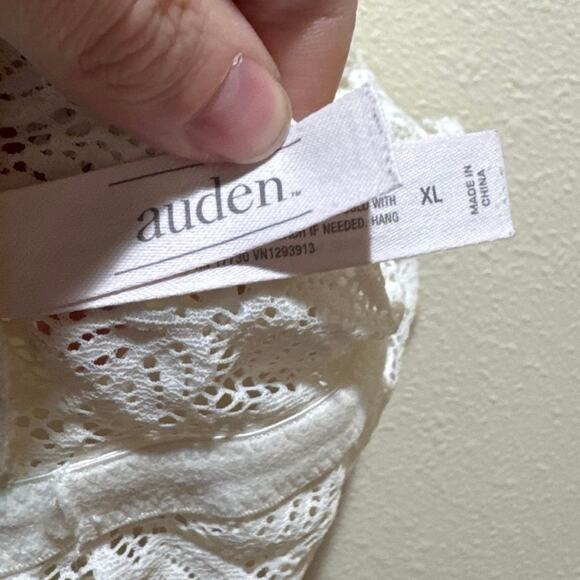 auden™
WITH
IF NEEDED. HANG
VN1293913
XL
MADE IN
CHINA